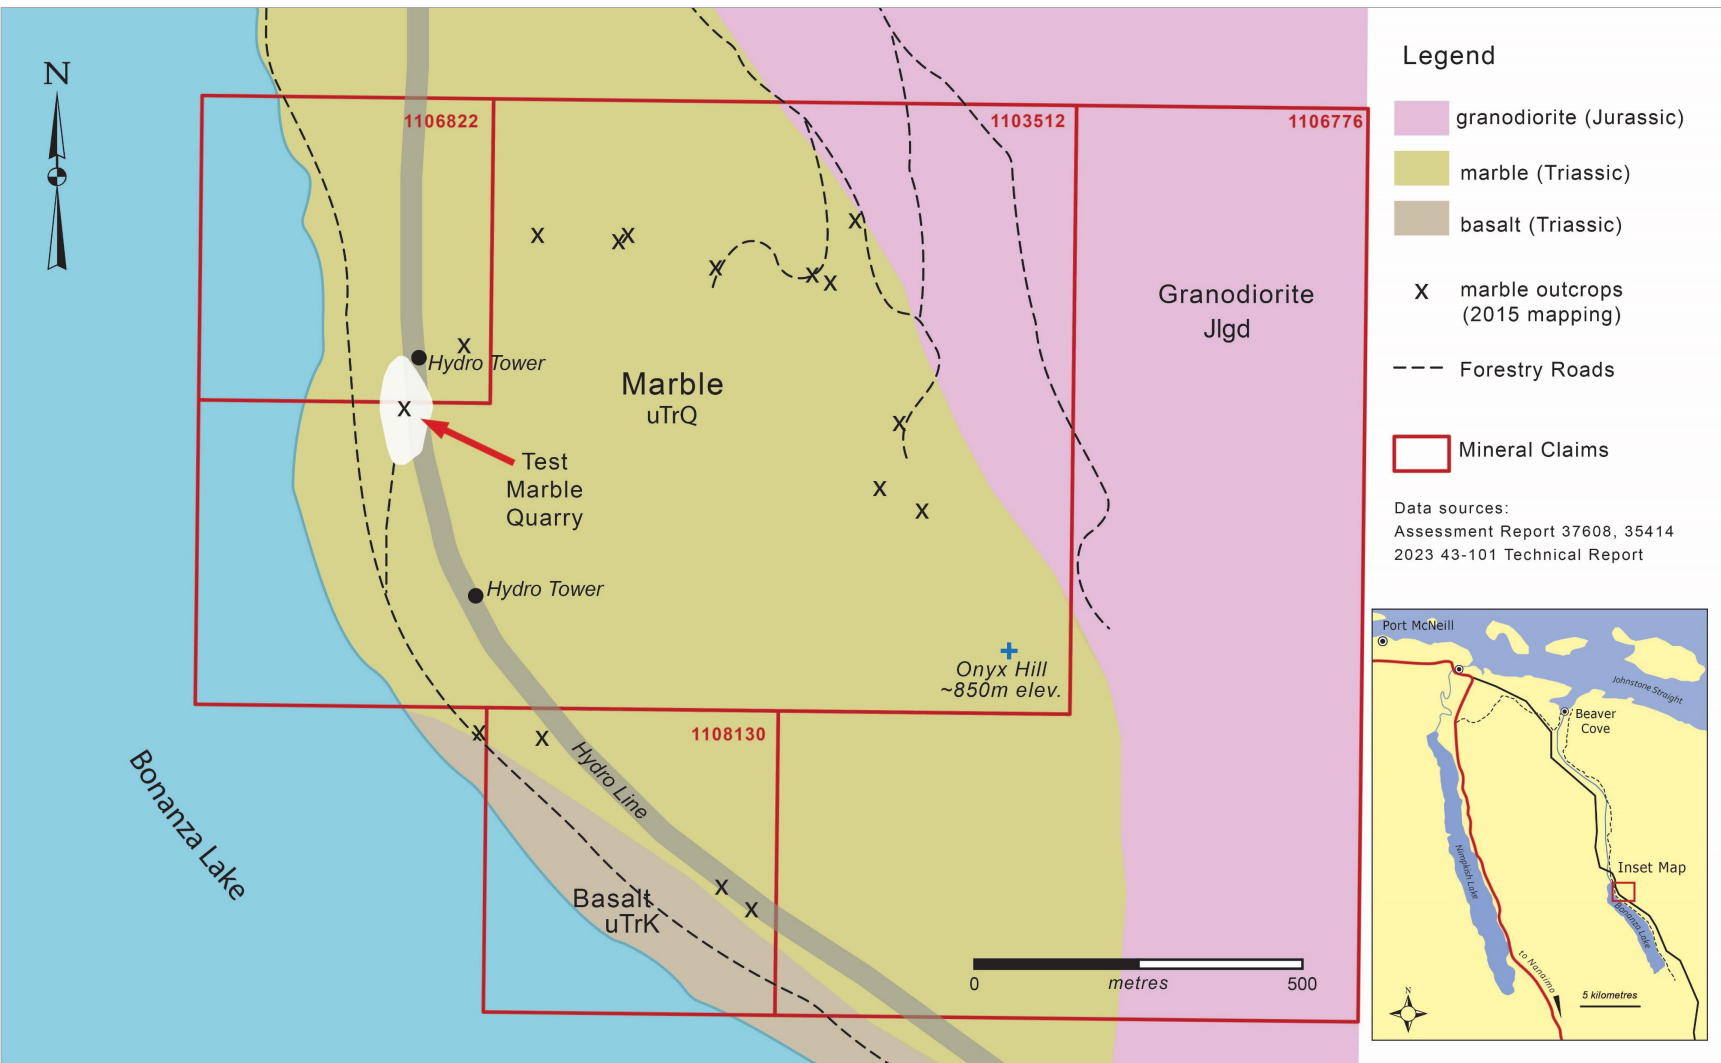 N
1106822
1103512
1106776
Hydro Tower
Marble
uTrQ
Granodiorite
Jlgd
Test
Marble
Quarry
Hydro Tower
Onyx Hill
~850m elev.
1108130
Hydro Line
Bonanza Lake
Basalt
uTrK
0
metres
500
Legend
granodiorite (Jurassic)
marble (Triassic)
basalt (Triassic)
X
marble outcrops
(2015 mapping)
Forestry Roads
Mineral Claims
Data sources:
Assessment Report 37608, 35414
2023 43-101 Technical Report
Port McNeill
Johnstone Straight
Beaver
Cove
Nimpkish Lake
Inset Map
Bonanza Lake
to Nanaimo
5 kilometres
N